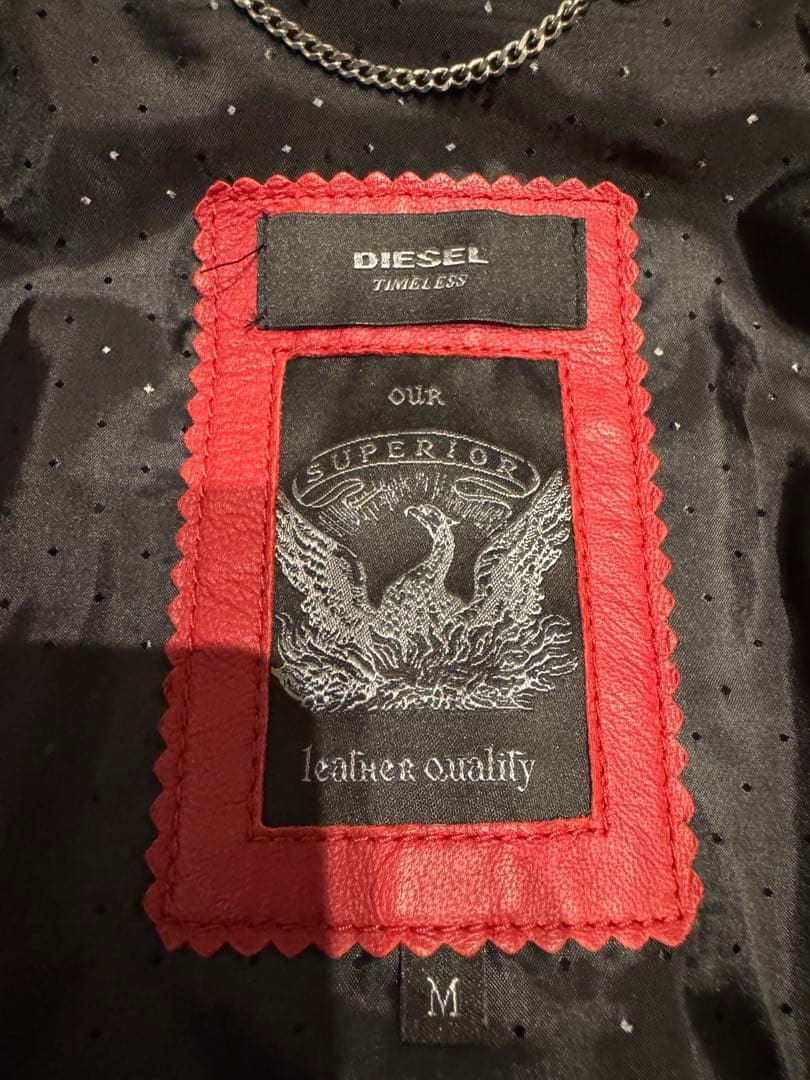 DIESEL
TIMELESS
OUR
SUPERIOR
leather quality
M